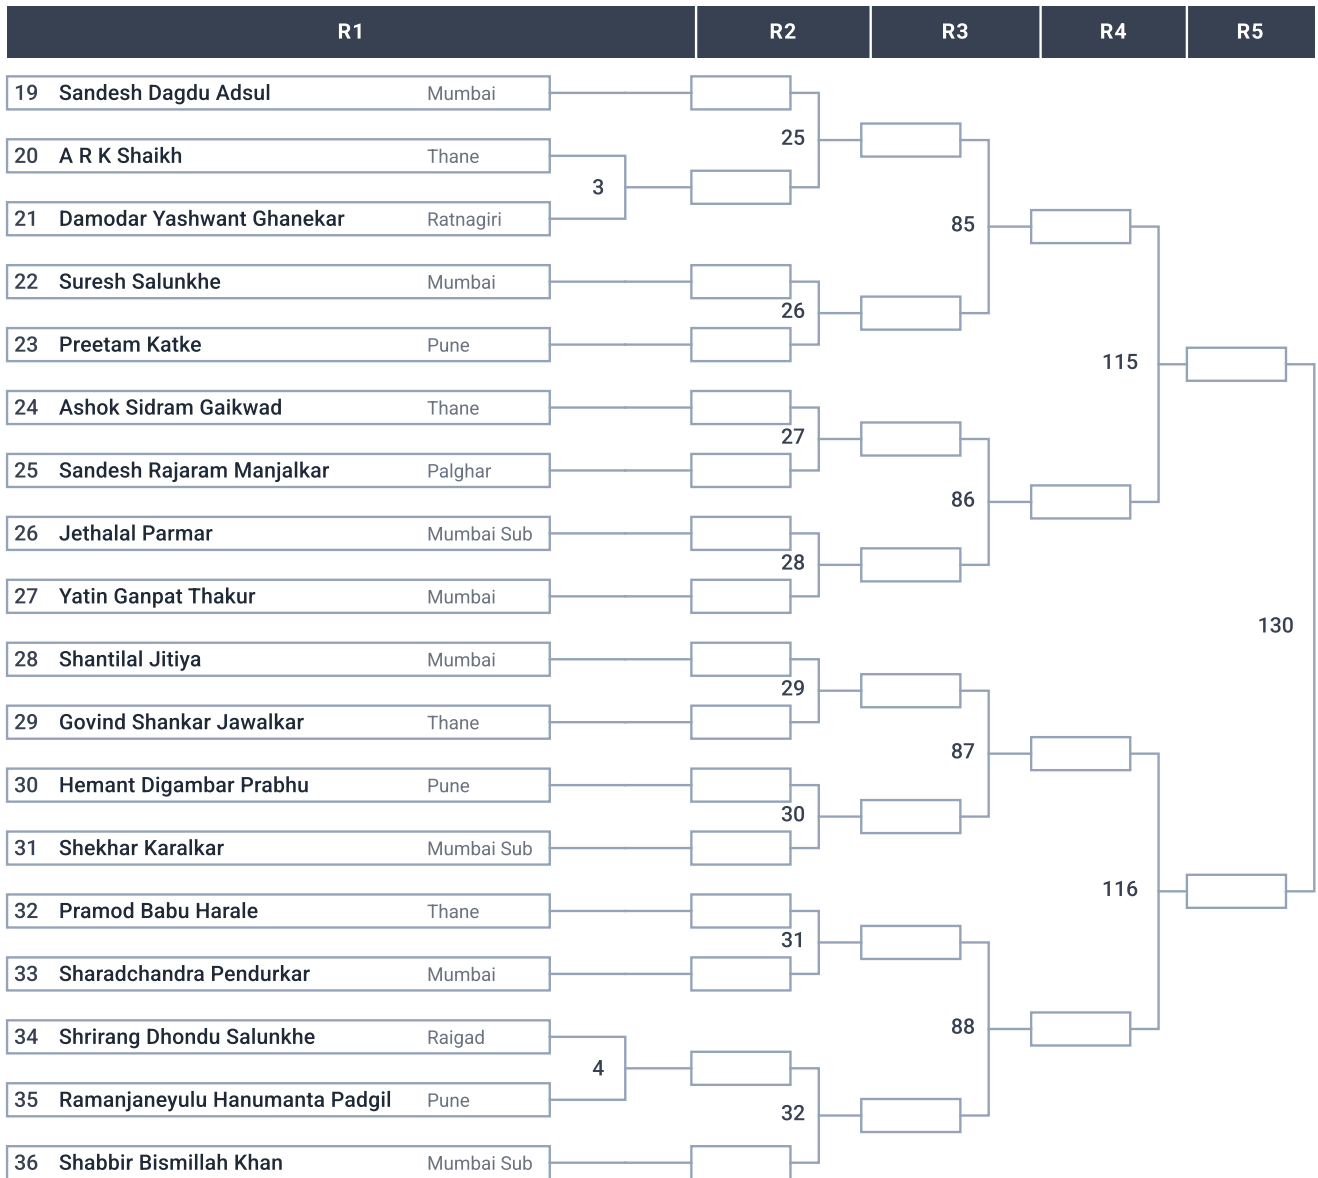 R1 R2 R3 R4 R5
19 Sandesh Dagdu Adsul Mumbai
25
20 A R K Shaikh Thane
3
21 Damodar Yashwant Ghanekar Ratnagiri
85
22 Suresh Salunkhe Mumbai
26
23 Preetam Katke Pune
115
24 Ashok Sidram Gaikwad Thane
27
25 Sandesh Rajaram Manjalkar Palghar
86
26 Jethalal Parmar Mumbai Sub
28
27 Yatin Ganpat Thakur Mumbai
130
28 Shantilal Jitiya Mumbai
29
29 Govind Shankar Jawalkar Thane
87
30 Hemant Digambar Prabhu Pune
30
31 Shekhar Karalkar Mumbai Sub
116
32 Pramod Babu Harale Thane
31
33 Sharadchandra Pendurkar Mumbai
88
34 Shrirang Dhondu Salunkhe Raigad
4
35 Ramanjaneyulu Hanumanta Padgil Pune
32
36 Shabbir Bismillah Khan Mumbai Sub